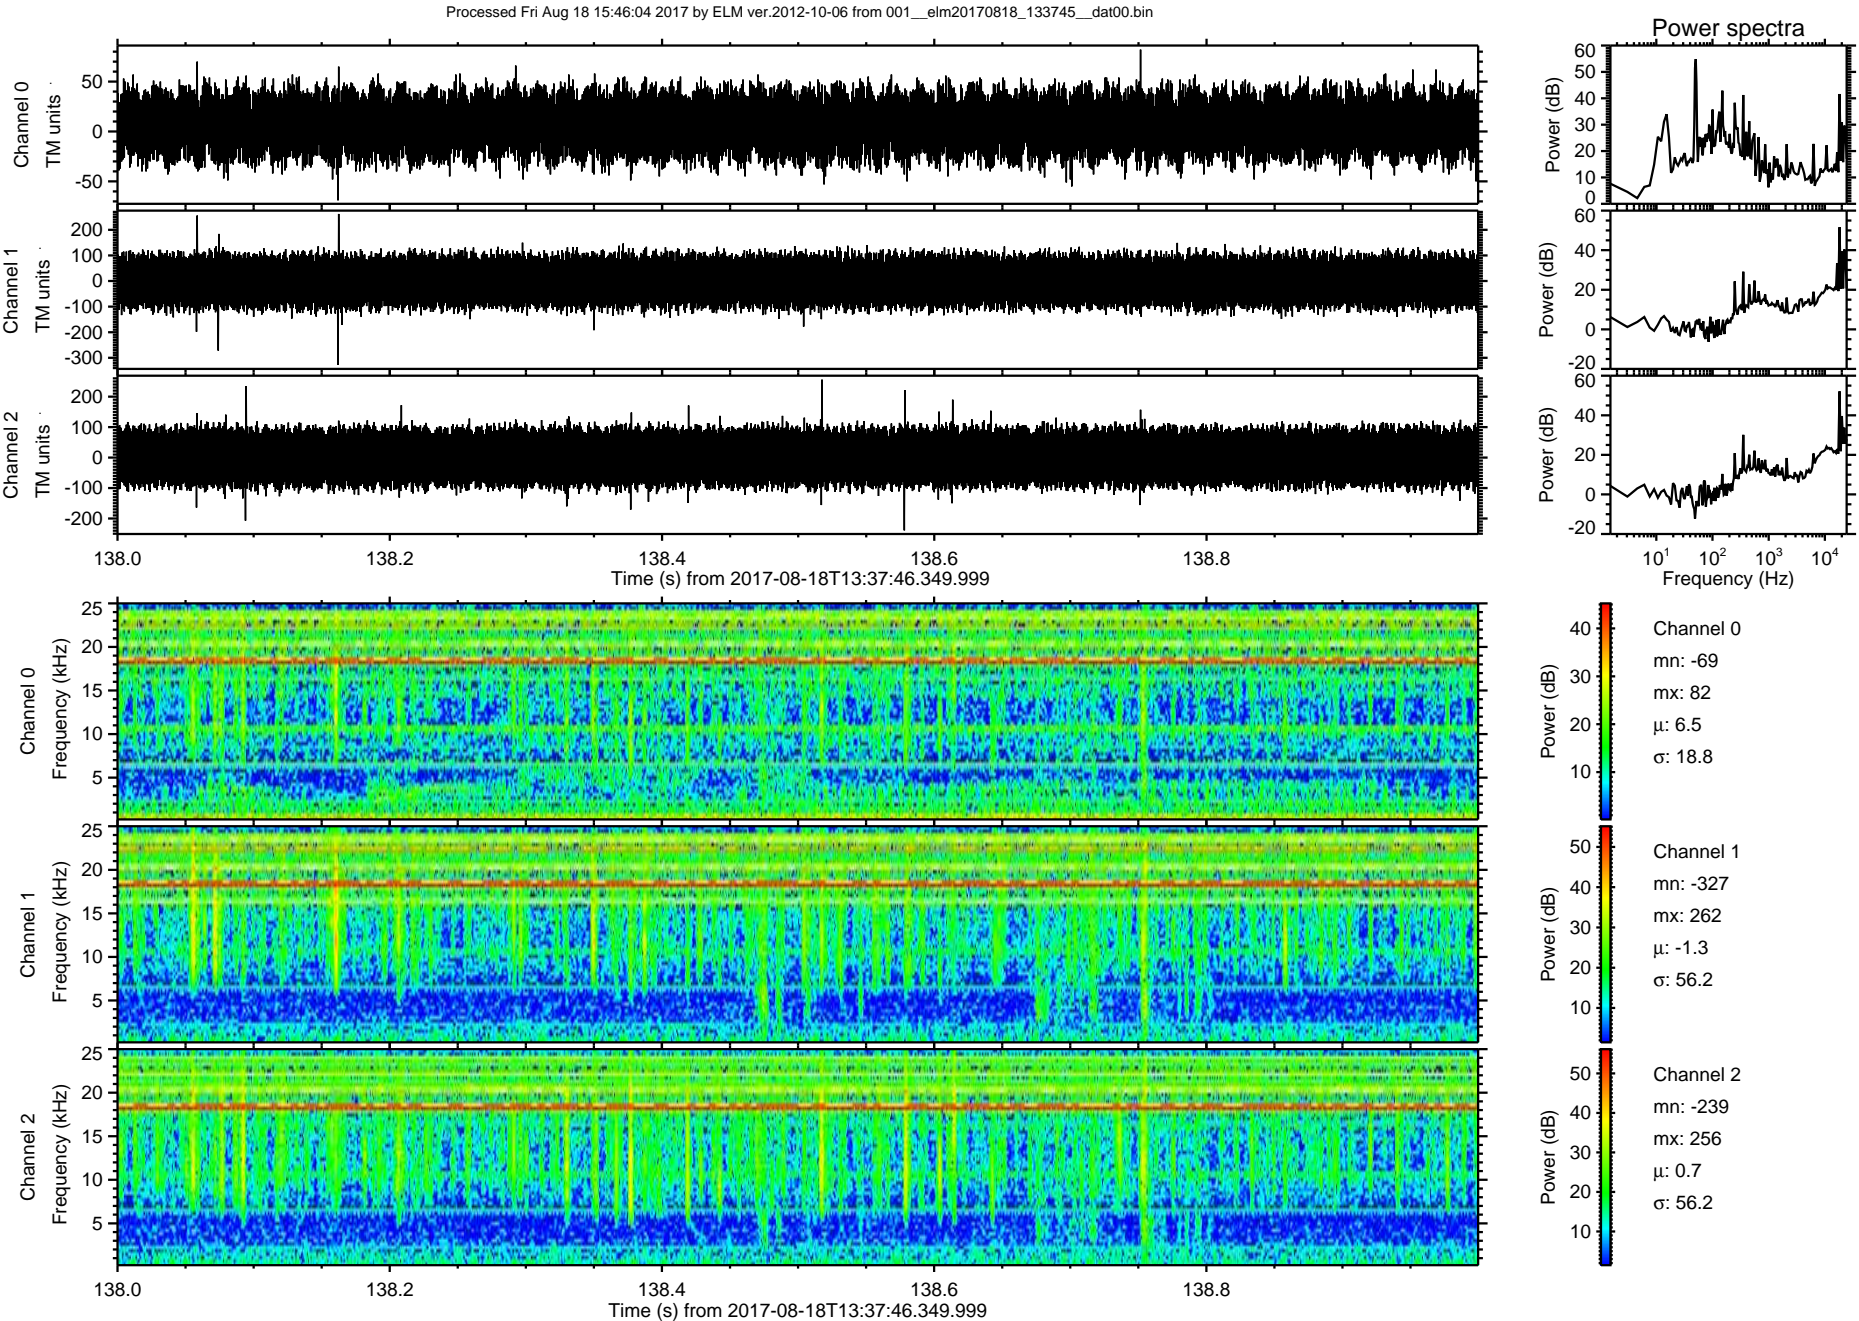 Processed Fri Aug 18 15:46:04 2017 by ELM ver.2012-10-06 from 001__elm20170818_133745__dat00.bin
Power spectra
Channel 0
TM units
50
0
-50
Power (dB)
60
50
40
30
20
10
0
Channel 1
TM units
200
100
0
-100
-200
-300
Power (dB)
60
40
20
0
-20
Channel 2
TM units
200
100
0
-100
-200
Power (dB)
60
40
20
0
-20
138.0 138.2 138.4 138.6 138.8
Time (s) from 2017-08-18T13:37:46.349.999
10^1 10^2 10^3 10^4
Frequency (Hz)
Channel 0
Frequency (kHz)
25
20
15
10
5
Power (dB)
40
30
20
10
Channel 0
mn: -69
mx: 82
µ: 6.5
σ: 18.8
Channel 1
Frequency (kHz)
25
20
15
10
5
Power (dB)
50
40
30
20
10
Channel 1
mn: -327
mx: 262
µ: -1.3
σ: 56.2
Channel 2
Frequency (kHz)
25
20
15
10
5
Power (dB)
50
40
30
20
10
Channel 2
mn: -239
mx: 256
µ: 0.7
σ: 56.2
138.0 138.2 138.4 138.6 138.8
Time (s) from 2017-08-18T13:37:46.349.999